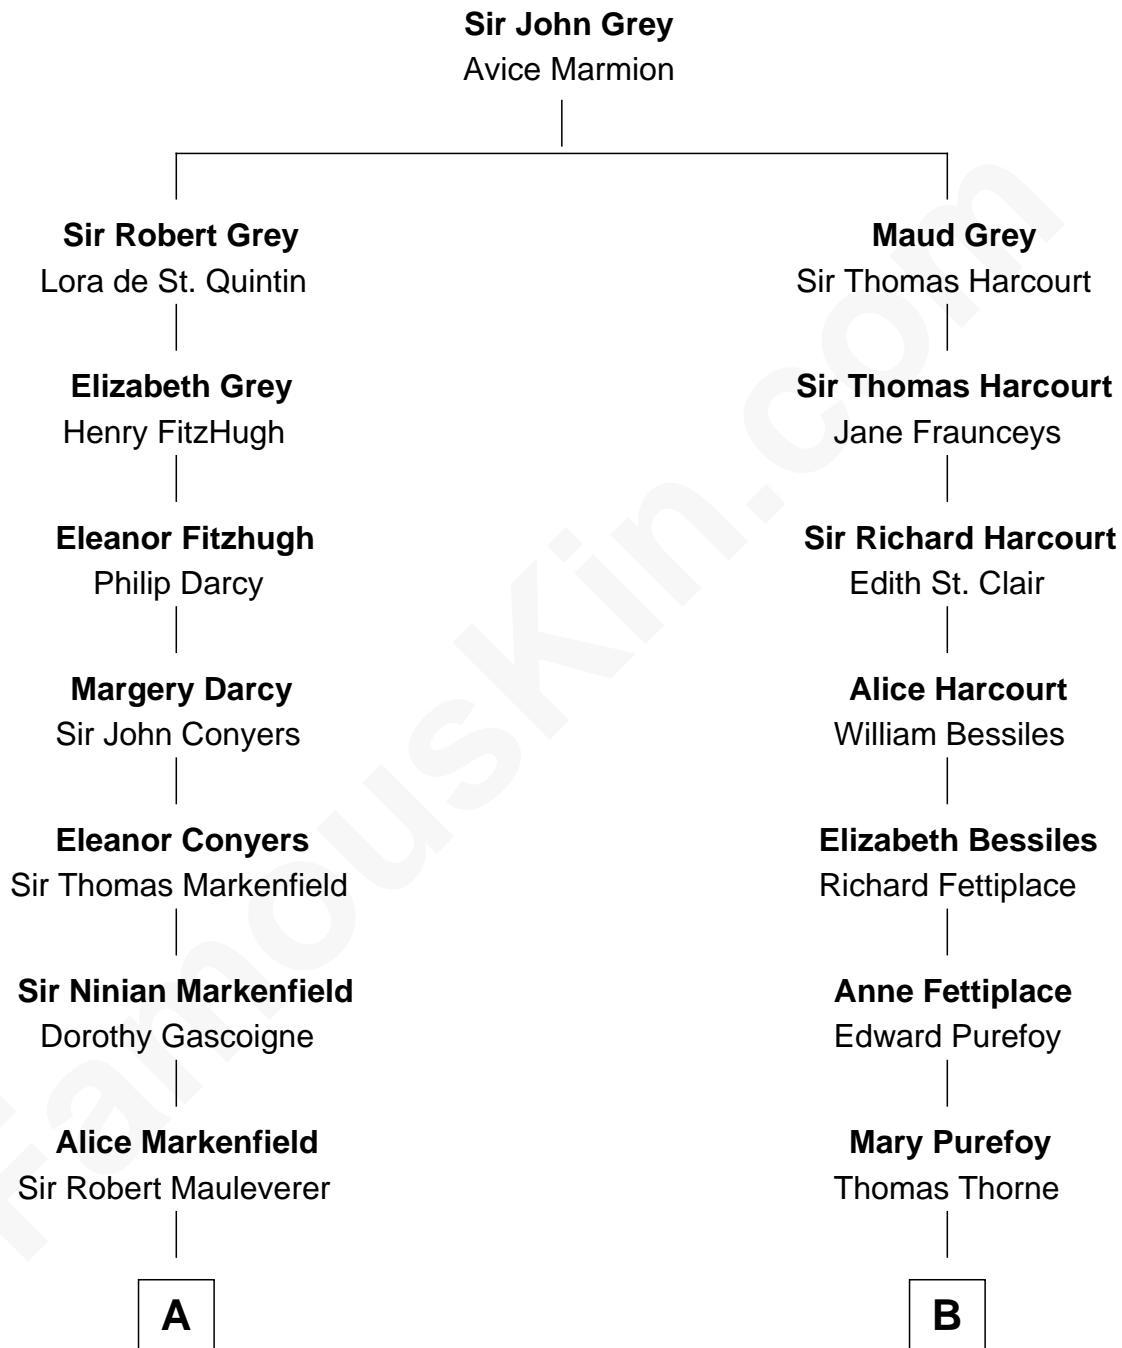 Sir John Grey
Avice Marmion
Sir Robert Grey
Lora de St. Quintin
Maud Grey
Sir Thomas Harcourt
Elizabeth Grey
Henry FitzHugh
Sir Thomas Harcourt
Jane Fraunceys
Eleanor Fitzhugh
Philip Darcy
Sir Richard Harcourt
Edith St. Clair
Margery Darcy
Sir John Conyers
Alice Harcourt
William Bessiles
Eleanor Conyers
Sir Thomas Markenfield
Elizabeth Bessiles
Richard Fettiplace
Sir Ninian Markenfield
Dorothy Gascoigne
Anne Fettiplace
Edward Purefoy
Alice Markenfield
Sir Robert Mauleverer
Mary Purefoy
Thomas Thorne
A
B
FamousKin.com